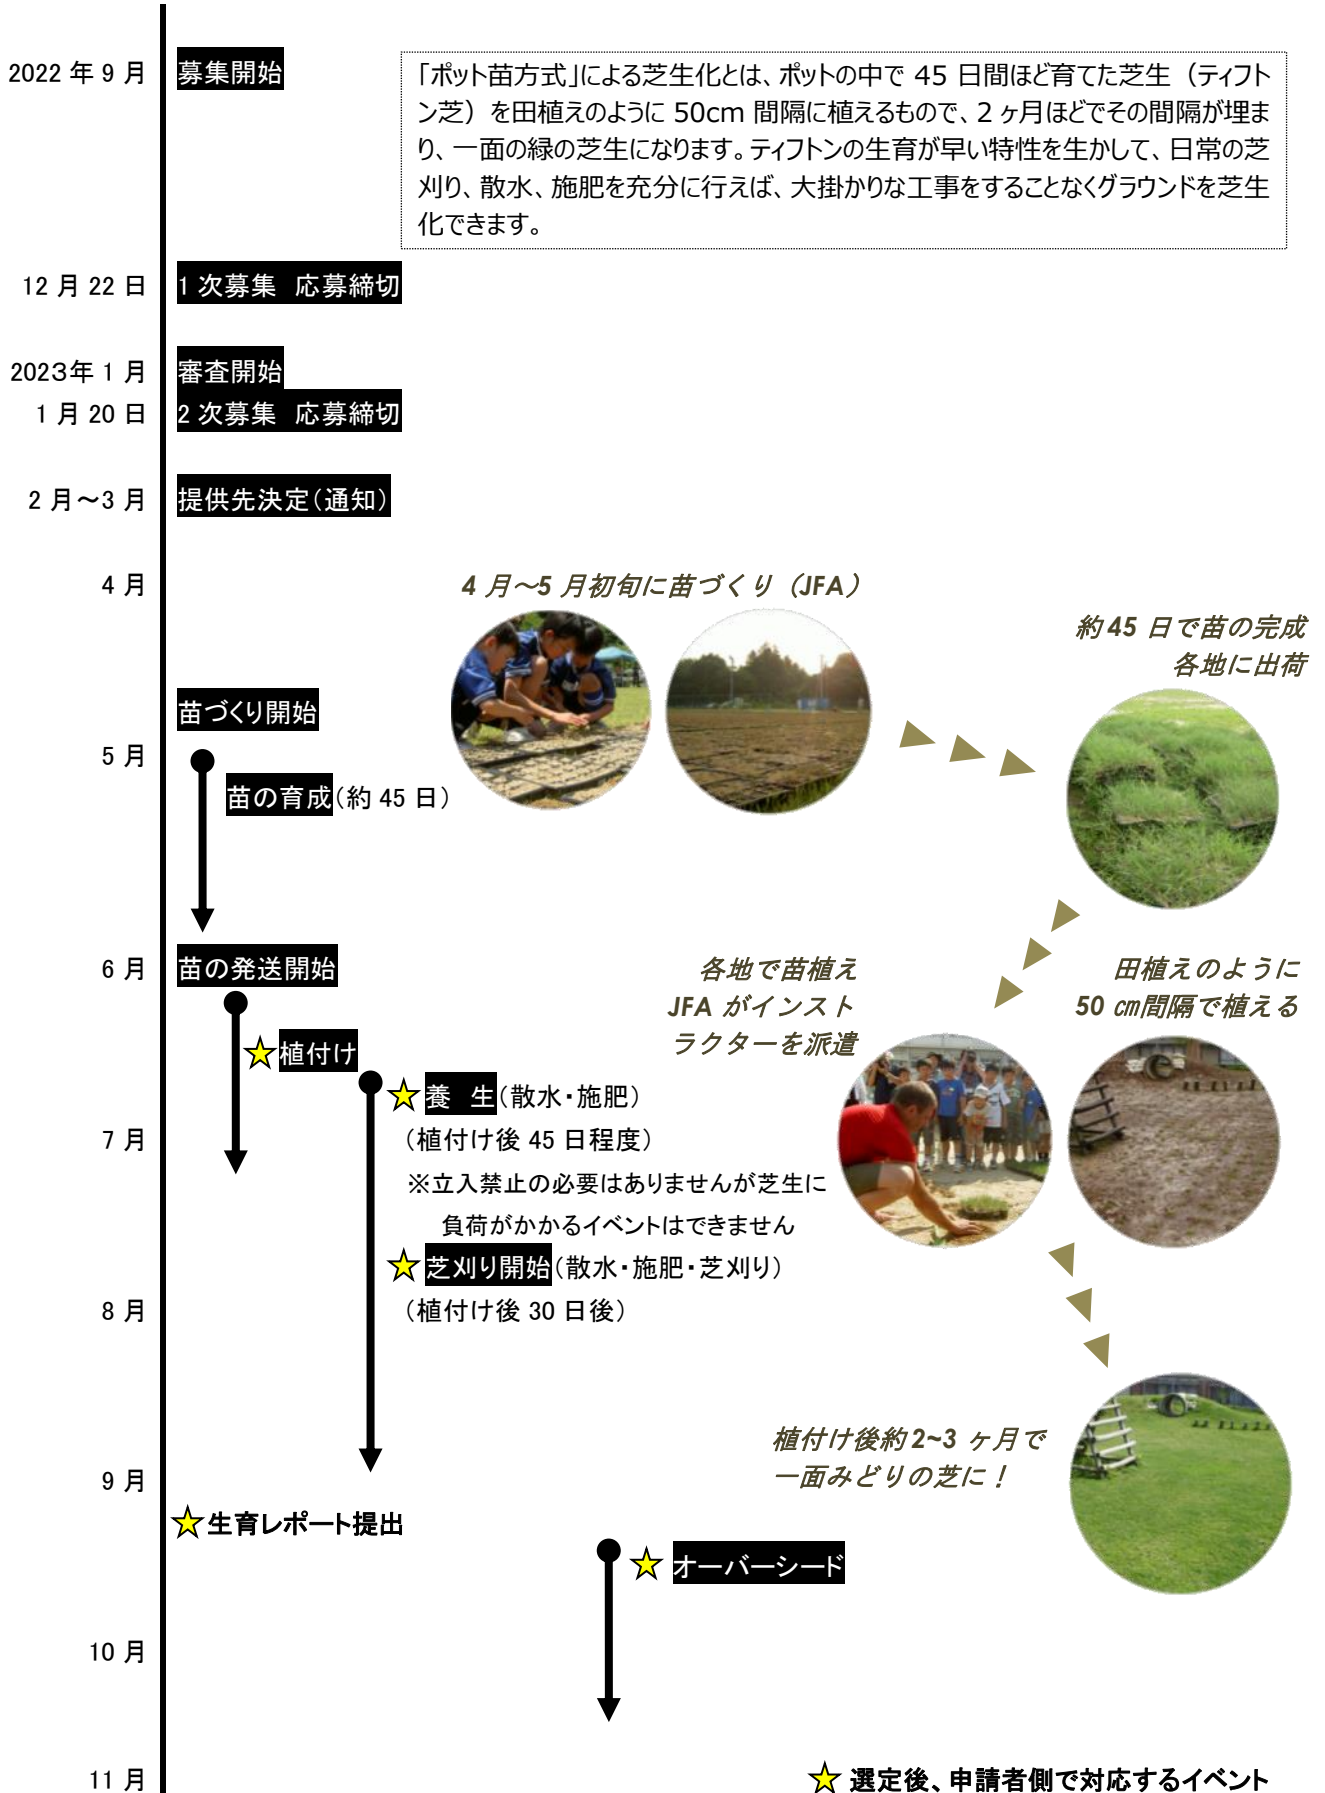 2022 年 9 月 募集開始
「ポット苗方式」による芝生化とは、ポットの中で 45 日間ほど育てた芝生（ティフト
ン芝）を田植えのように 50cm 間隔に植えるもので、2 ヶ月ほどでその間隔が埋ま
り、一面の緑の芝生になります。ティフトンの生育が早い特性を生かして、日常の芝
刈り、散水、施肥を充分に行えば、大掛かりな工事をすることなくグラウンドを芝生
化できます。
12 月 22 日 1 次募集　応募締切
2023年 1 月 審査開始
1 月 20 日 2 次募集　応募締切
2 月～3 月 提供先決定（通知）
4 月
4 月～5 月初旬に苗づくり（JFA）
約 45 日で苗の完成
各地に出荷
苗づくり開始
5 月
苗の育成（約 45 日）
6 月 苗の発送開始
各地で苗植え
JFA がインスト
ラクターを派遣
田植えのように
50 ㎝間隔で植える
☆植付け
☆養　生（散水・施肥）
7 月
（植付け後 45 日程度）
※立入禁止の必要はありませんが芝生に
負荷がかかるイベントはできません
☆芝刈り開始（散水・施肥・芝刈り）
8 月
（植付け後 30 日後）
植付け後約 2~3 ヶ月で
一面みどりの芝に！
9 月
☆生育レポート提出
☆オーバーシード
10 月
11 月
☆ 選定後、申請者側で対応するイベント